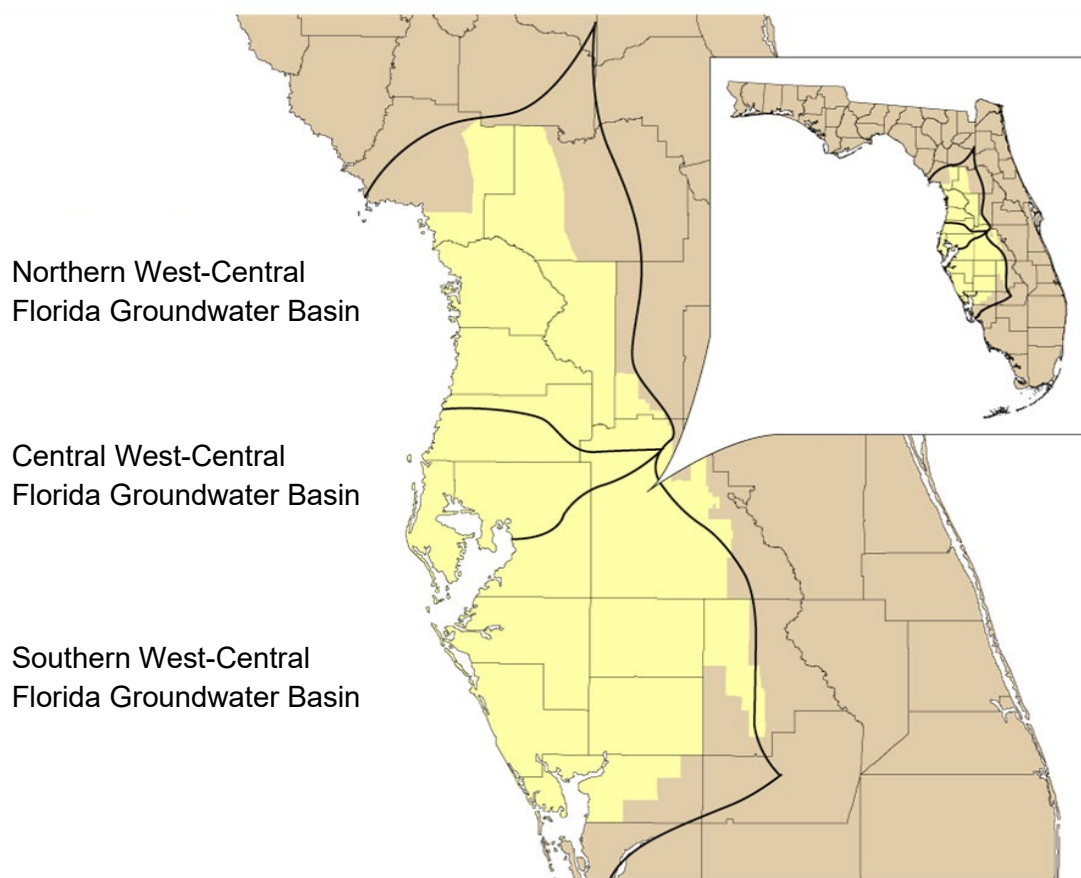 Northern West-Central
Florida Groundwater Basin
Central West-Central
Florida Groundwater Basin
Southern West-Central
Florida Groundwater Basin